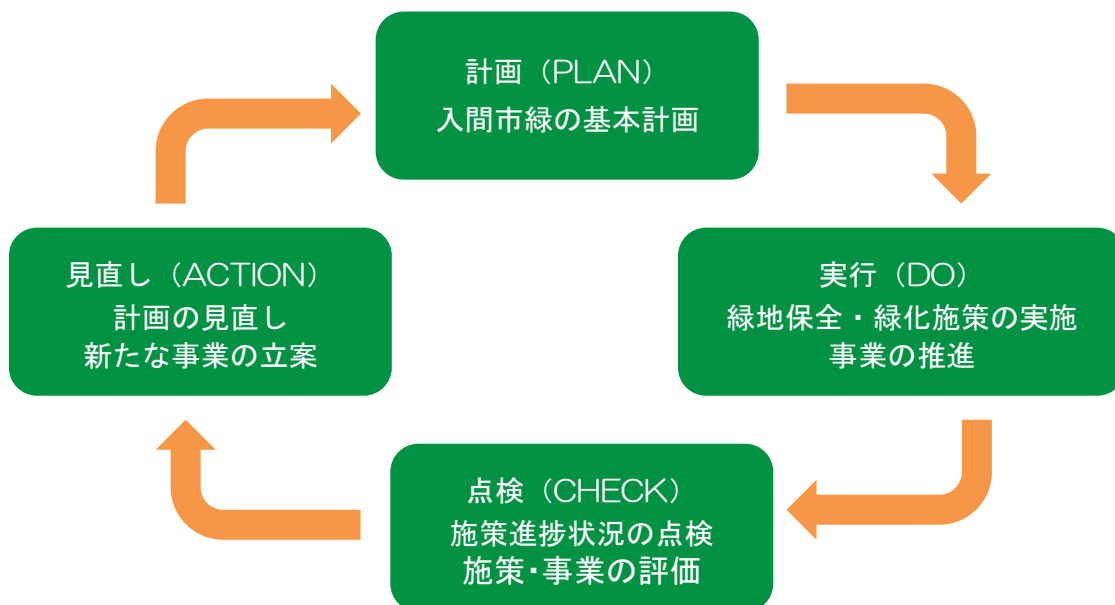 計画（PLAN）
入間市緑の基本計画
見直し（ACTION）
計画の見直し
新たな事業の立案
実行（DO）
緑地保全・緑化施策の実施
事業の推進
点検（CHECK）
施策進捗状況の点検
施策・事業の評価